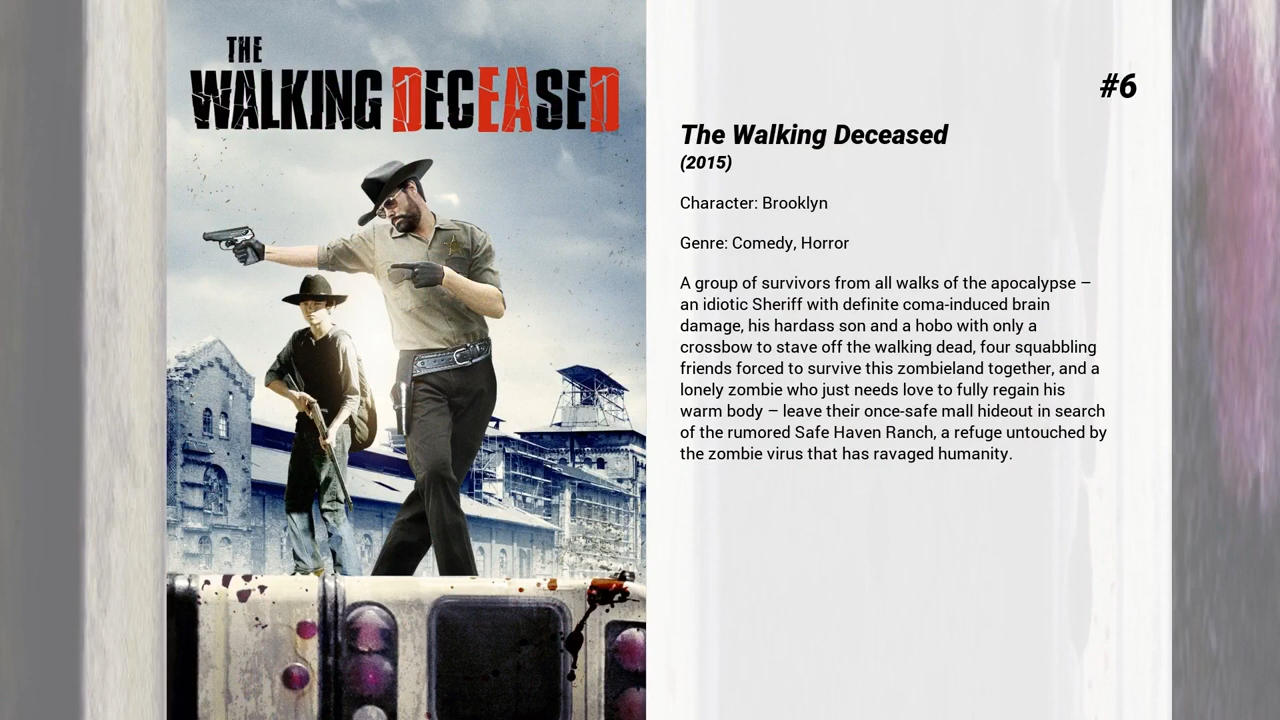 THE
WALKING DECEASED
#6
The Walking Deceased
(2015)
Character: Brooklyn
Genre: Comedy, Horror
A group of survivors from all walks of the apocalypse –
an idiotic Sheriff with definite coma-induced brain
damage, his hardass son and a hobo with only a
crossbow to stave off the walking dead, four squabbling
friends forced to survive this zombieland together, and a
lonely zombie who just needs love to fully regain his
warm body – leave their once-safe mall hideout in search
of the rumored Safe Haven Ranch, a refuge untouched by
the zombie virus that has ravaged humanity.